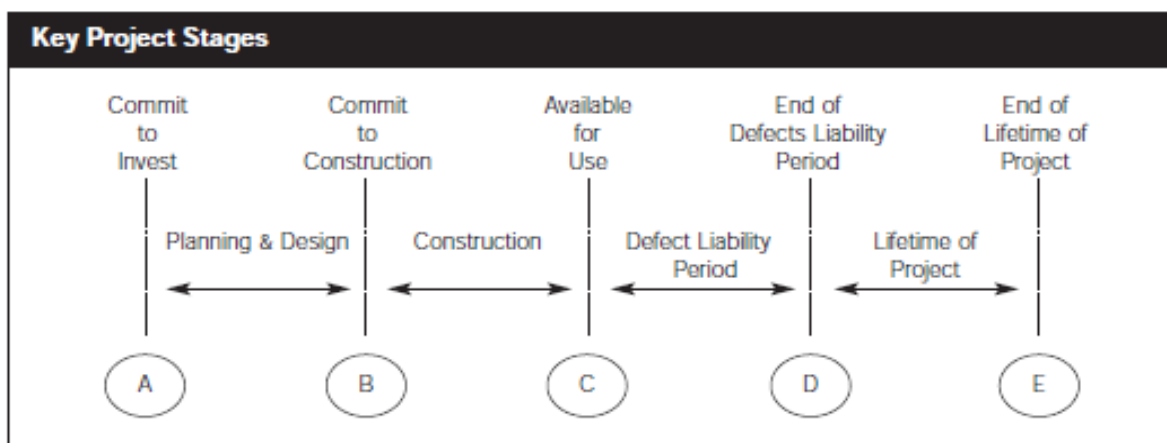 Key Project Stages
Commit
to
Invest
Commit
to
Construction
Available
for
Use
End of
Defects Liability
Period
End of
Lifetime of
Project
Planning & Design
Construction
Defect Liability
Period
Lifetime of
Project
A
B
C
D
E